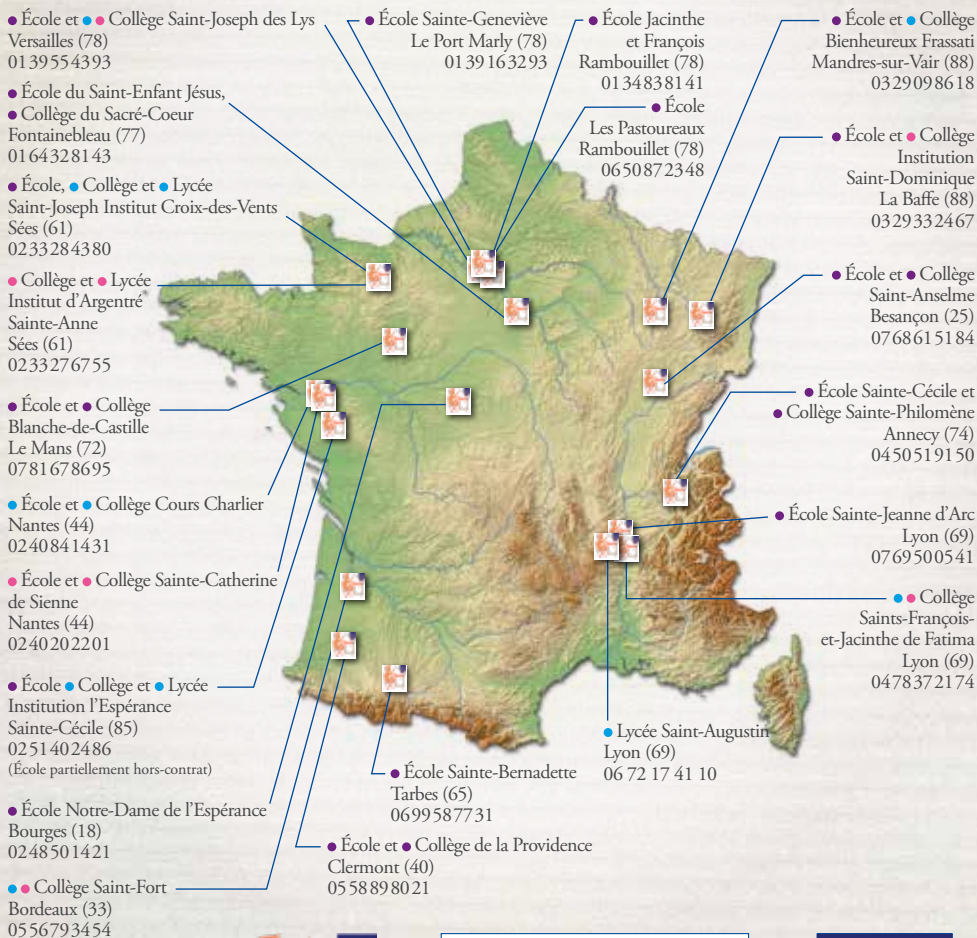 ● École et ● ● Collège Saint-Joseph des Lys
Versailles (78)
0139554393
● École du Saint-Enfant Jésus,
● Collège du Sacré-Coeur
Fontainebleau (77)
0164328143
● École, ● Collège et ● Lycée
Saint-Joseph Institut Croix-des-Vents
Sées (61)
0233284380
● Collège et ● Lycée
Institut d'Argentré
Sainte-Anne
Sées (61)
0233276755
● École et ● Collège
Blanche-de-Castille
Le Mans (72)
0781678695
● École et ● Collège Cours Charlier
Nantes (44)
0240841431
● École et ● Collège Sainte-Catherine
de Sienne
Nantes (44)
0240202201
● École ● Collège et ● Lycée
Institution l'Espérance
Sainte-Cécile (85)
0251402486
(École partiellement hors-contrat)
● École Notre-Dame de l'Espérance
Bourges (18)
0248501421
● ● Collège Saint-Fort
Bordeaux (33)
0556793454
● École Sainte-Geneviève
Le Port Marly (78)
0139163293
● École Jacinthe
et François
Rambouillet (78)
0134838141
● École
Les Pastoureaux
Rambouillet (78)
0650872348
● École et ● Collège
Bienheureux Frassati
Mandres-sur-Vair (88)
0329098618
● École et ● Collège
Institution
Saint-Dominique
La Baffe (88)
0329332467
● École et ● Collège
Saint-Anselme
Besançon (25)
0768615184
● École Sainte-Cécile et
● Collège Sainte-Philomène
Annecy (74)
0450519150
● École Sainte-Jeanne d'Arc
Lyon (69)
0769500541
● ● Collège
Saints-François-
et-Jacinthe de Fatima
Lyon (69)
0478372174
● Lycée Saint-Augustin
Lyon (69)
06 72 17 41 10
● École Sainte-Bernadette
Tarbes (65)
0699587731
● École et ● Collège de la Providence
Clermont (40)
0558898021